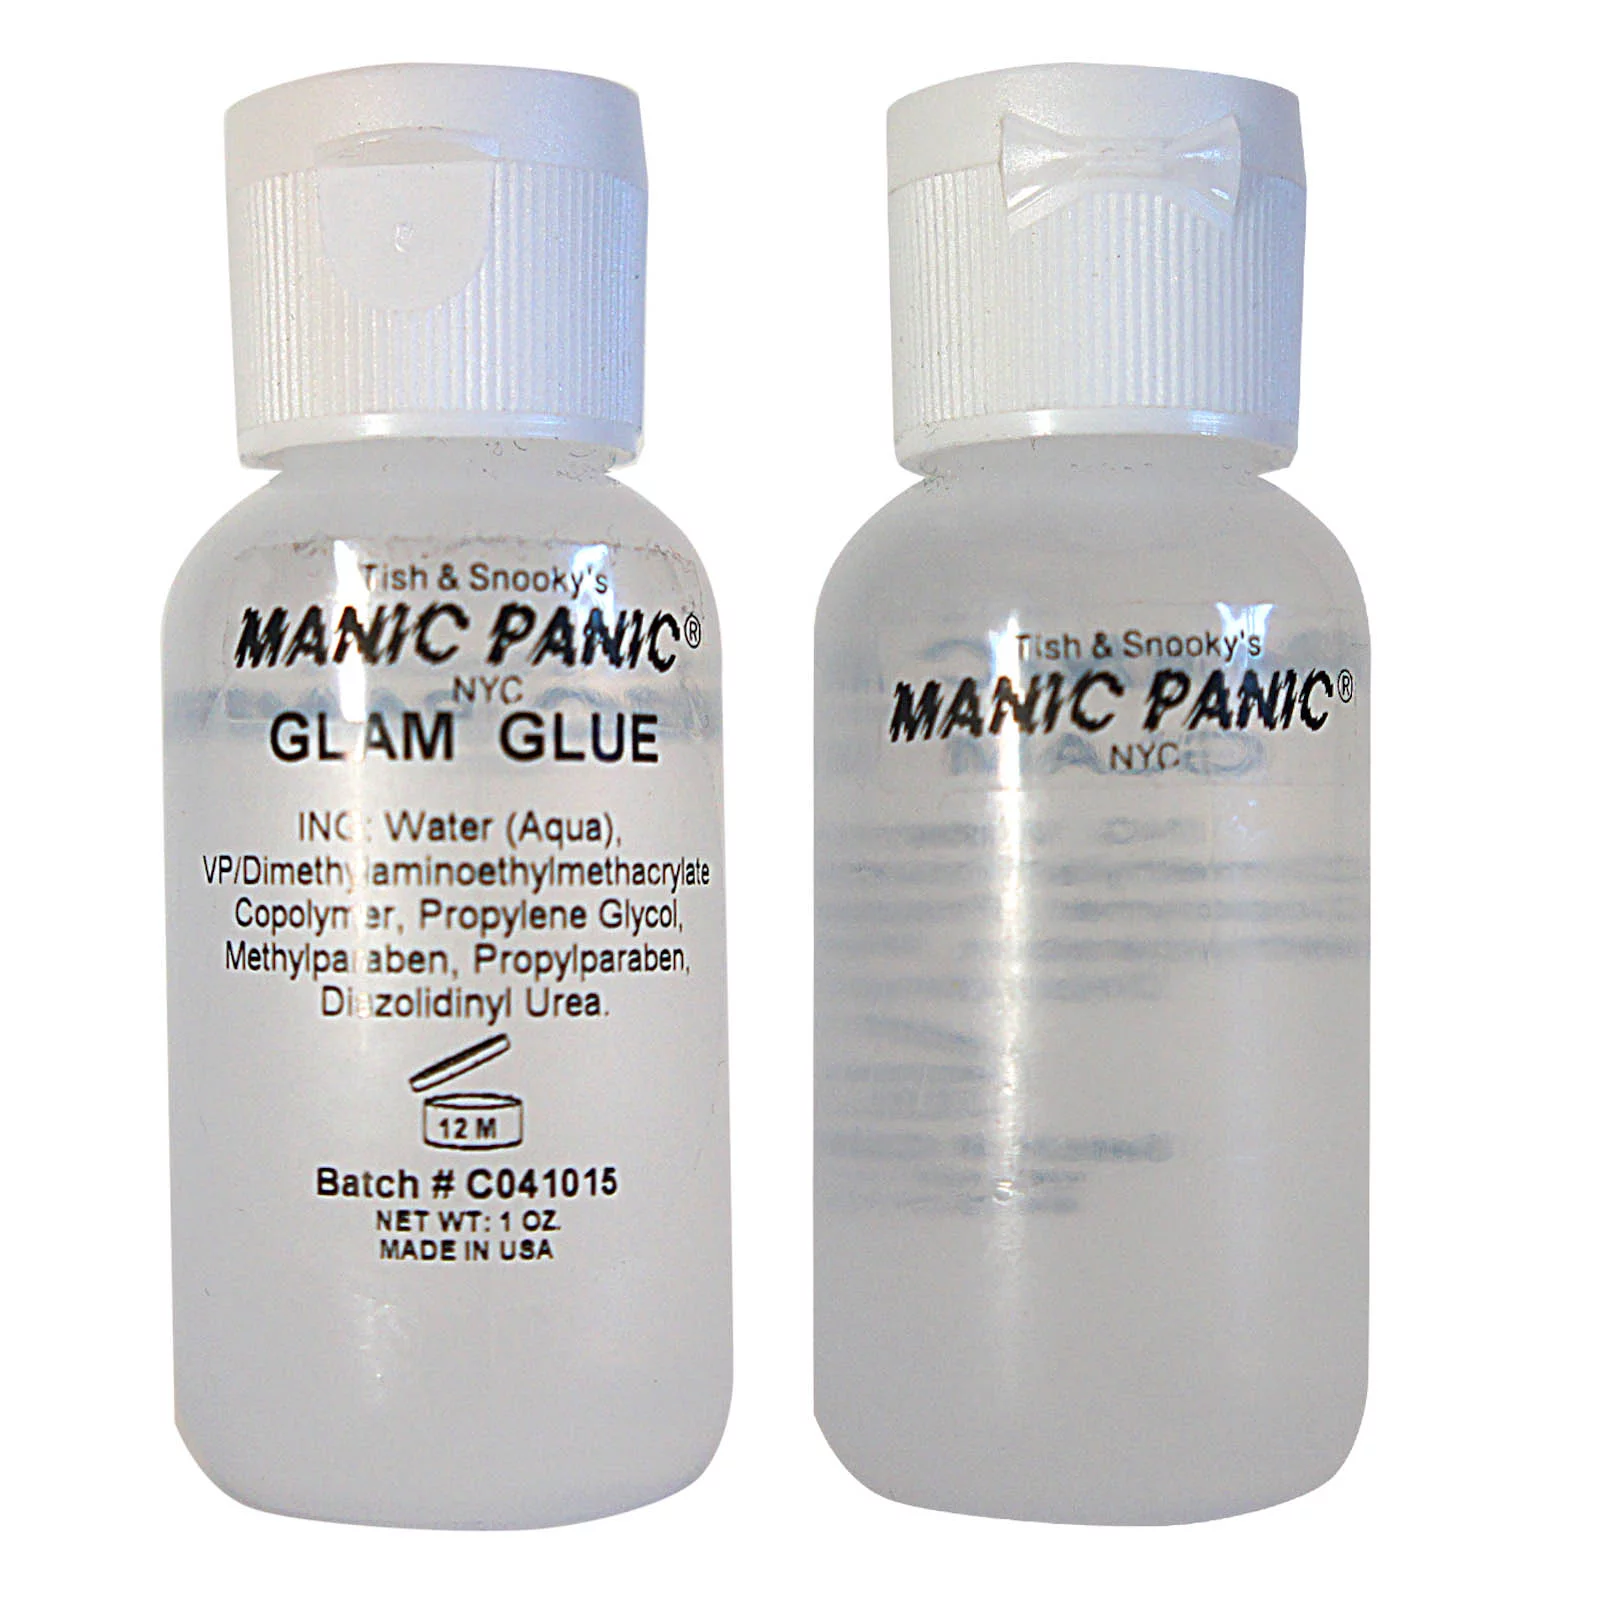 Tish & Snooky's
MANIC PANIC®
NYC
GLAM GLUE
ING: Water (Aqua),
VP/Dimethylaminoethylmethacrylate
Copolymer, Propylene Glycol,
Methylparaben, Propylparaben,
Diazolidinyl Urea.
12 M
Batch # C041015
NET WT: 1 OZ.
MADE IN USA
Tish & Snooky's
MANIC PANIC®
NYC